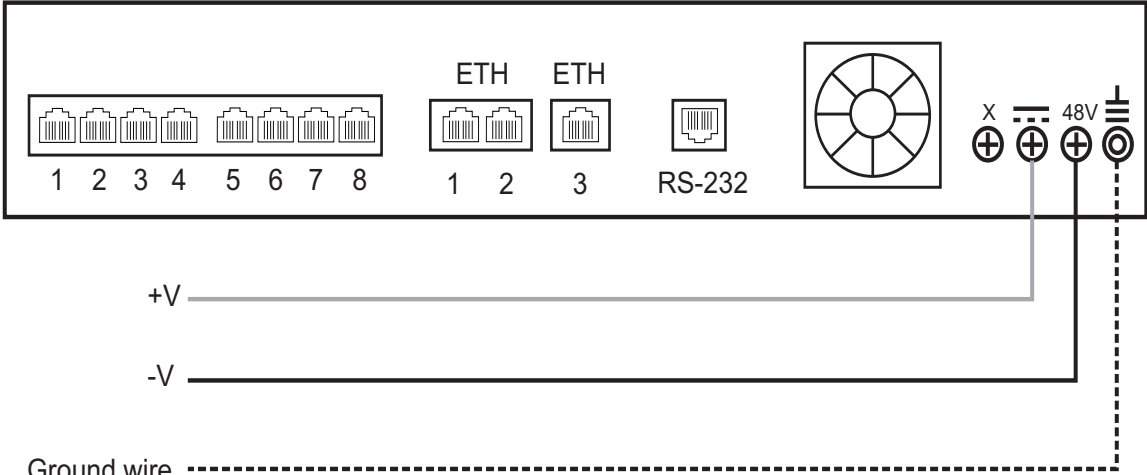 ETH ETH
X 48V
1 2 3 4 5 6 7 8 1 2 3 RS-232
+V
-V
Ground wire